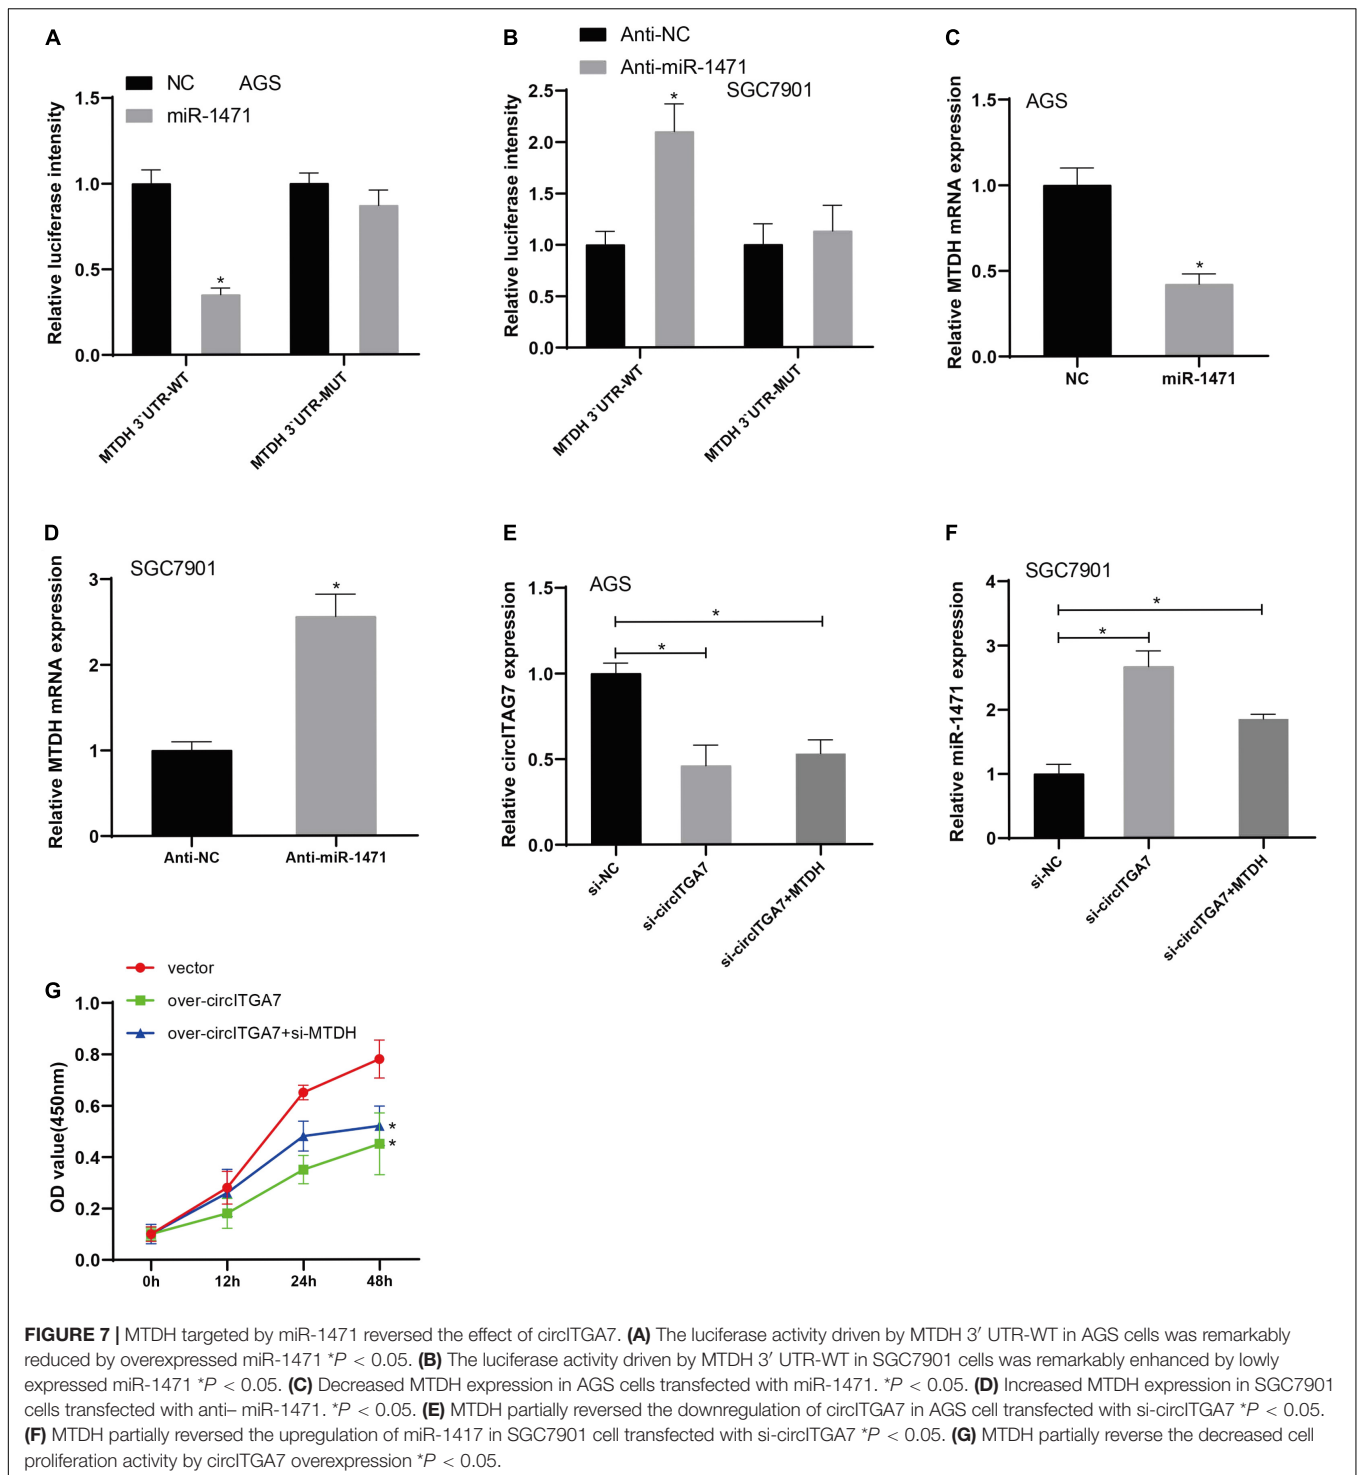 A
NC AGS
miR-1471
Relative luciferase intensity
1.5
1.0
0.5
0.0
*
MTDH 3`UTR-WT
MTDH 3`UTR-MUT
B
Anti-NC
Anti-miR-1471
SGC7901
Relative luciferase intensity
2.5
2.0
1.5
1.0
0.5
0.0
*
MTDH 3`UTR-WT
MTDH 3`UTR-MUT
C
AGS
Relative MTDH mRNA expression
1.5
1.0
0.5
0.0
*
NC
miR-1471
D
SGC7901
Relative MTDH mRNA expression
3
2
1
0
*
Anti-NC
Anti-miR-1471
E
AGS
Relative circITAG7 expression
1.5
1.0
0.5
0.0
*
*
si-NC
si-circITGA7
si-circITGA7+MTDH
F
SGC7901
Relative miR-1471 expression
4
3
2
1
0
*
*
si-NC
si-circITGA7
si-circITGA7+MTDH
G
vector
over-circITGA7
over-circITGA7+si-MTDH
OD value(450nm)
1.0
0.8
0.6
0.4
0.2
0.0
*
*
0h
12h
24h
48h
FIGURE 7 | MTDH targeted by miR-1471 reversed the effect of circITGA7. (A) The luciferase activity driven by MTDH 3′ UTR-WT in AGS cells was remarkably
reduced by overexpressed miR-1471 *P < 0.05. (B) The luciferase activity driven by MTDH 3′ UTR-WT in SGC7901 cells was remarkably enhanced by lowly
expressed miR-1471 *P < 0.05. (C) Decreased MTDH expression in AGS cells transfected with miR-1471. *P < 0.05. (D) Increased MTDH expression in SGC7901
cells transfected with anti– miR-1471. *P < 0.05. (E) MTDH partially reversed the downregulation of circITGA7 in AGS cell transfected with si-circITGA7 *P < 0.05.
(F) MTDH partially reversed the upregulation of miR-1417 in SGC7901 cell transfected with si-circITGA7 *P < 0.05. (G) MTDH partially reverse the decreased cell
proliferation activity by circITGA7 overexpression *P < 0.05.